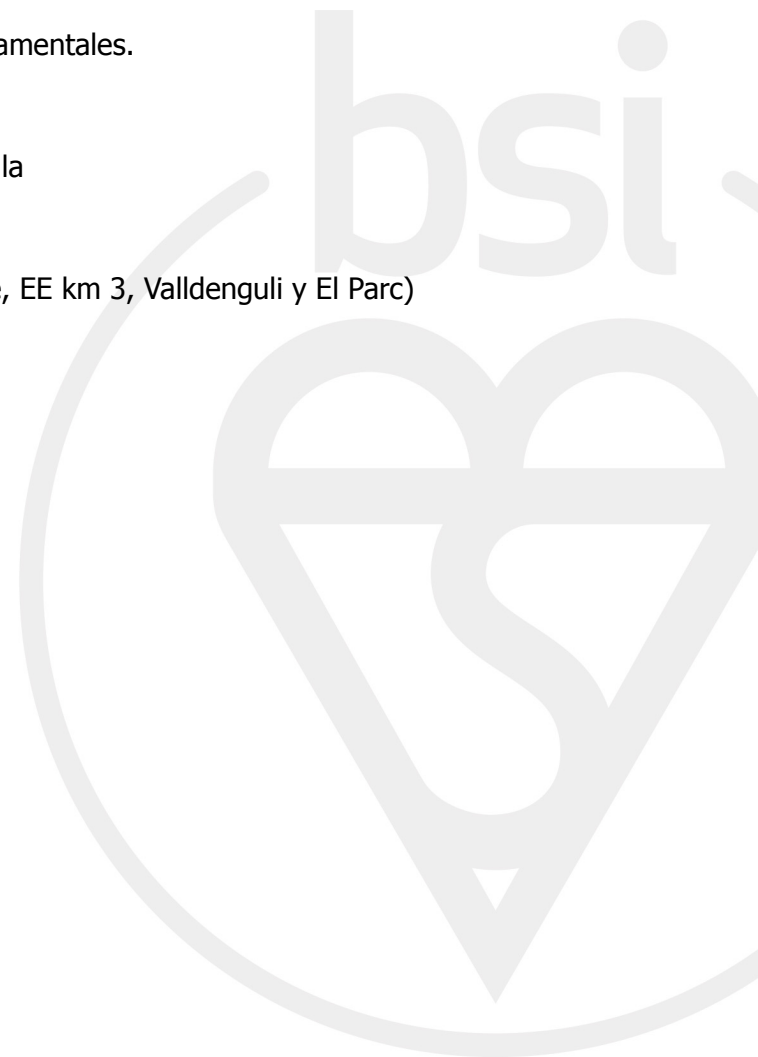 bsi
amentales.
la
, EE km 3, Valldenguli y El Parc)